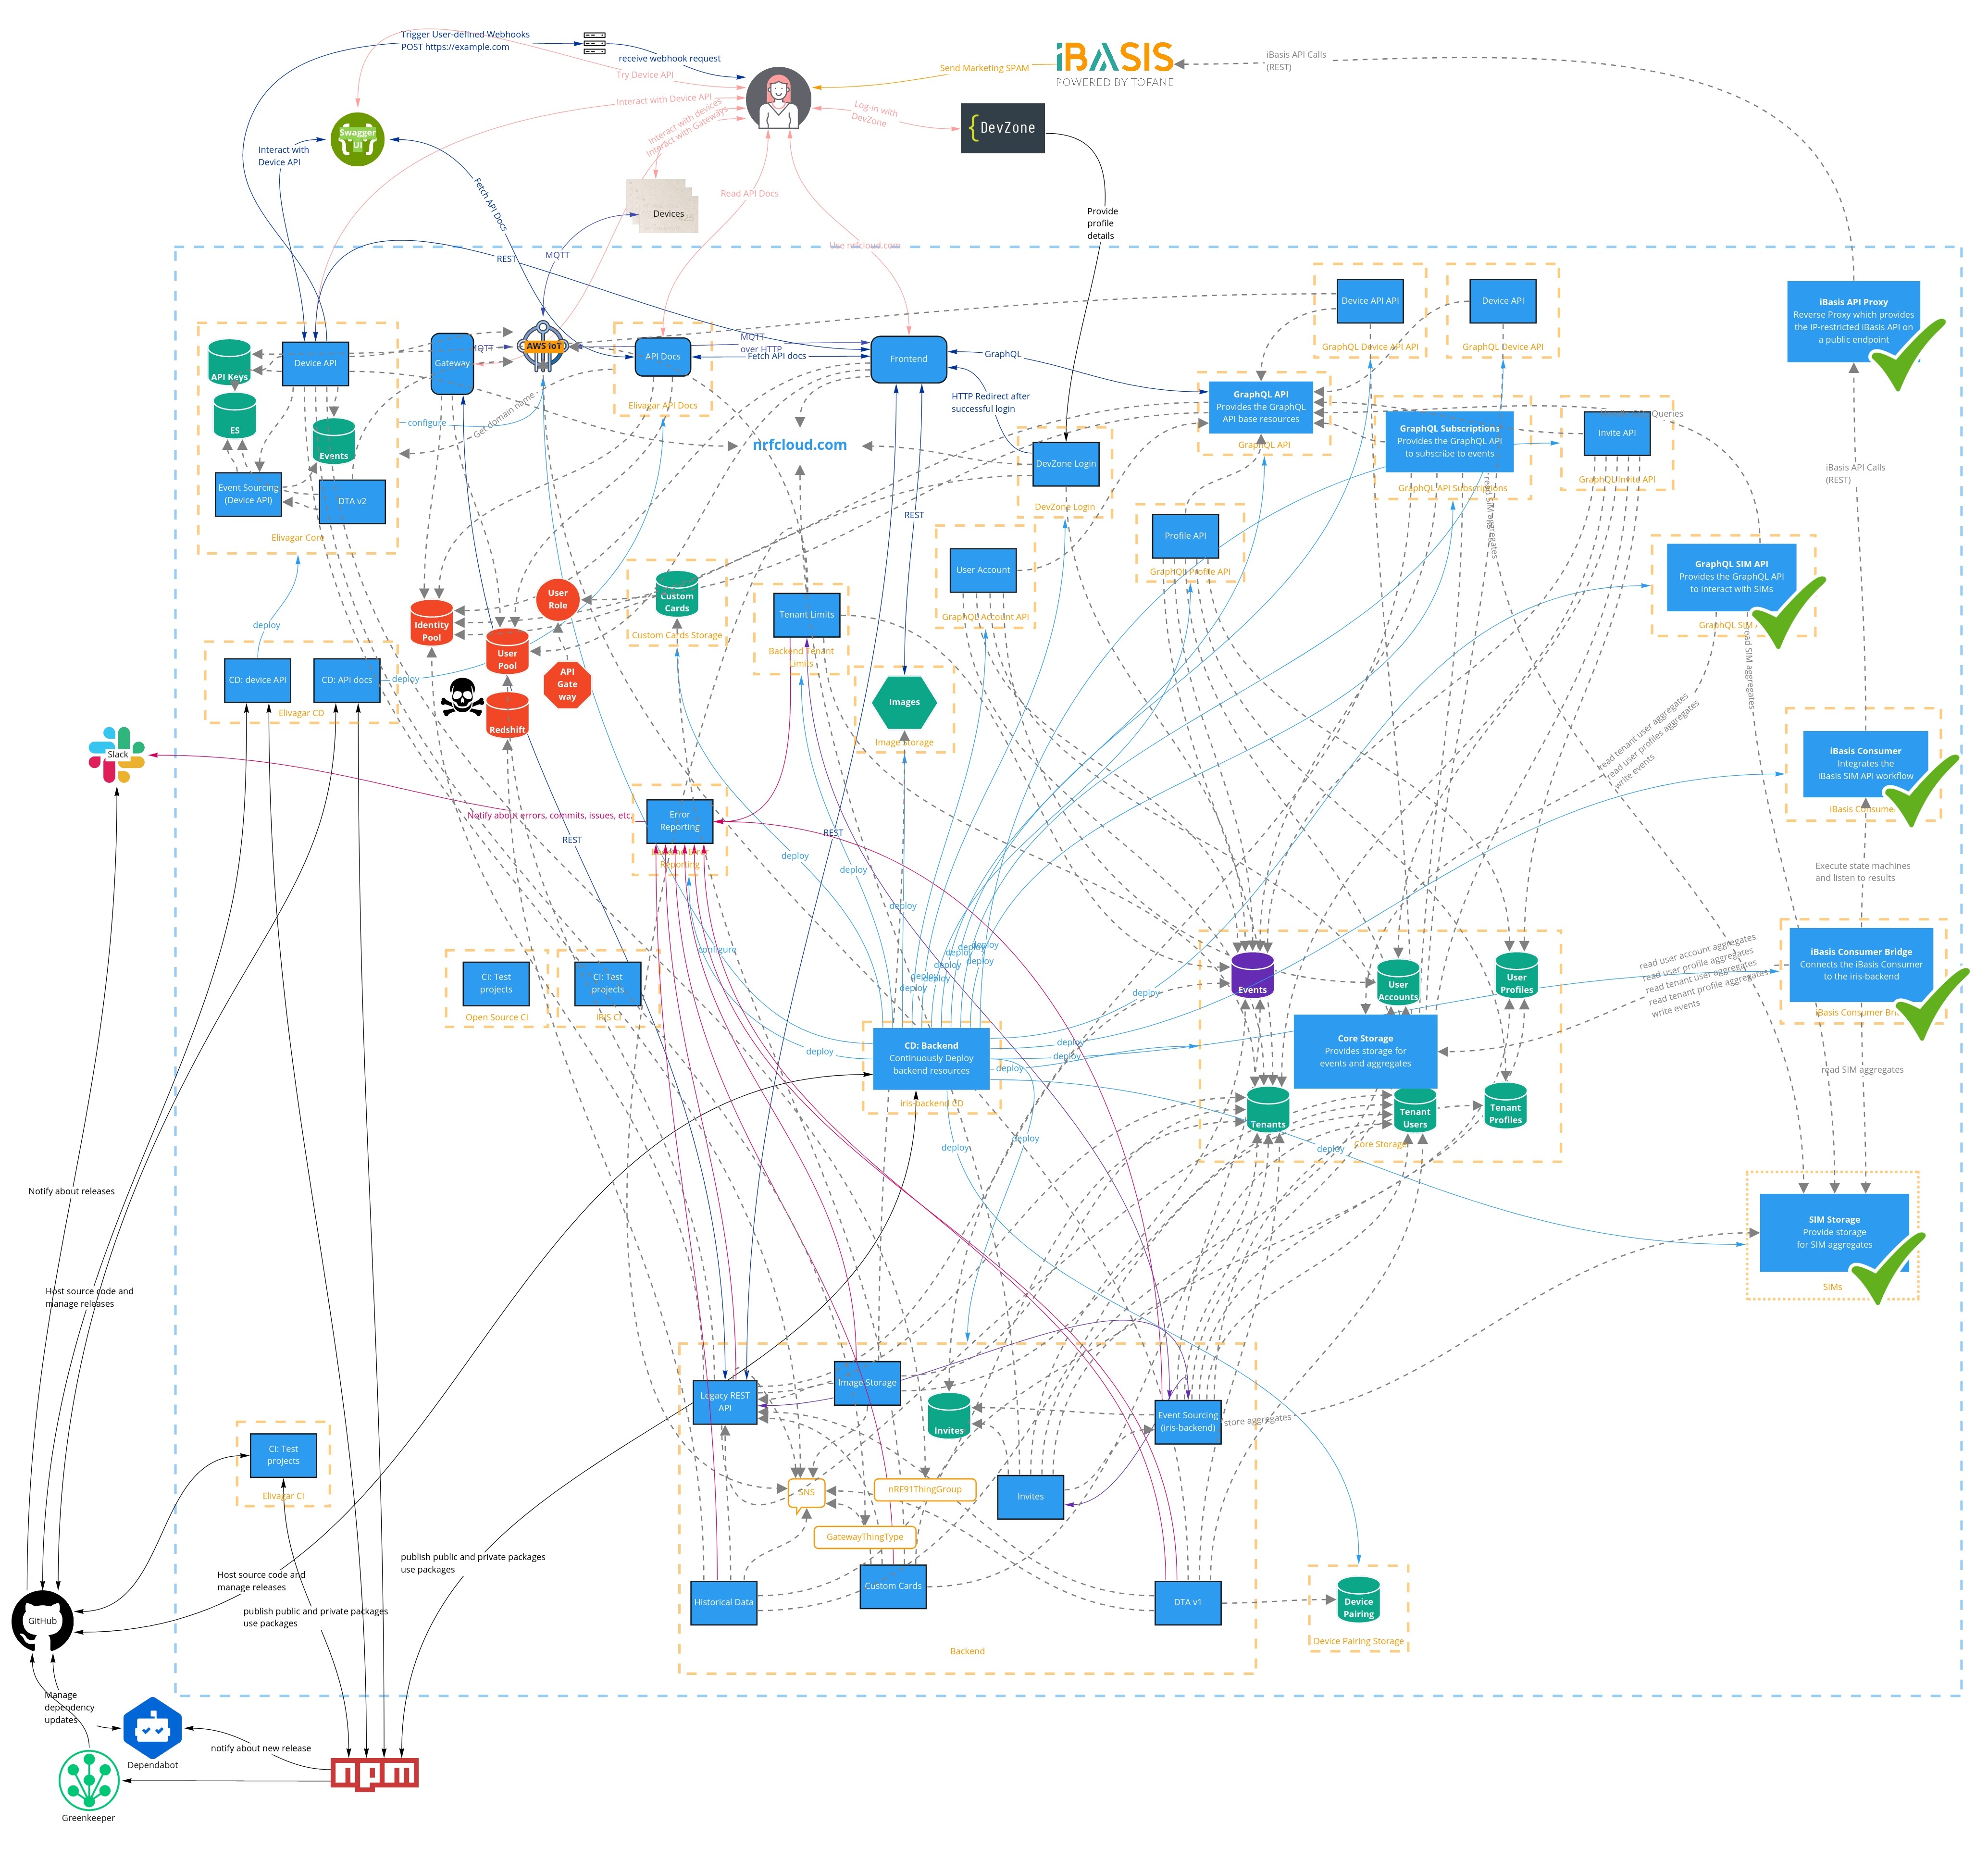 Trigger User-defined Webhooks
POST https://example.com
receive webhook request
Try Device API
Send Marketing SPAM
iBASIS
POWERED BY TOFANE
iBasis API Calls
(REST)
Interact with Device API
Interact with devices
Interact with Gateways
Log-in with
DevZone
{DevZone
Swagger
UI
Interact with
Device API
Fetch API Docs
Read API Docs
Devices
Provide
profile
details
Use nrfcloud.com
REST
MQTT
Device API API
GraphQL Device API API
Device API
GraphQL Device API
iBasis API Proxy
Reverse Proxy which provides
the IP-restricted iBasis API on
a public endpoint
API Keys
Device API
Gateway
MQTT
AWS IoT
API Docs
Elivagar API Docs
MQTT
over HTTP
Fetch API docs
Frontend
GraphQL
HTTP Redirect after
successful login
GraphQL API
Provides the GraphQL
API base resources
GraphQL API
GraphQL Subscriptions
Provides the GraphQL API
to subscribe to events
GraphQL API Subscriptions
Queries
Invite API
GraphQL Invite API
ES
Events
configure
Get domain name
nrfcloud.com
DevZone Login
DevZone Login
Event Sourcing
(Device API)
DTA v2
Elivagar Core
iBasis API Calls
(REST)
read SIM aggregates
REST
Profile API
GraphQL Profile API
User Account
GraphQL Account API
GraphQL SIM API
Provides the GraphQL API
to interact with SIMs
GraphQL SIM
read SIM aggregates
Identity
Pool
User
Role
User
Pool
API
Gate
way
Redshift
Custom
Cards
Custom Cards Storage
Tenant Limits
Backend Tenant
Limits
deploy
CD: device API
CD: API docs
deploy
Elivagar CD
Images
Image Storage
Slack
read tenant user aggregates
read user profiles aggregates
write events
iBasis Consumer
Integrates the
iBasis SIM API workflow
iBasis Consumer
Notify about errors, commits, issues, etc.
Error
Reporting
Reporting
REST
REST
deploy
deploy
deploy
Execute state machines
and listen to results
configure
deploy
deploy
deploy
deploy
deploy
deploy
deploy
deploy
deploy
CI: Test
projects
Open Source CI
CI: Test
projects
IRIS CI
Events
User
Accounts
User
Profiles
read user account aggregates
read user profile aggregates
read tenant user aggregates
read tenant profile aggregates
write events
iBasis Consumer Bridge
Connects the iBasis Consumer
to the iris-backend
iBasis Consumer Bri
deploy
CD: Backend
Continuously Deploy
backend resources
iris-backend CD
deploy
deploy
deploy
Core Storage
Provides storage for
events and aggregates
read SIM aggregates
Tenants
Tenant
Users
Tenant
Profiles
Core Storage
deploy
deploy
deploy
Notify about releases
SIM Storage
Provide storage
for SIM aggregates
SIMs
Host source code and
manage releases
Legacy REST
API
Image Storage
Invites
Event Sourcing
(iris-backend)
store aggregates
CI: Test
projects
Elivagar CI
SNS
nRF91ThingGroup
Invites
GatewayThingType
publish public and private packages
use packages
Host source code and
manage releases
Historical Data
Custom Cards
DTA v1
Device
Pairing
Device Pairing Storage
publish public and private packages
use packages
GitHub
Backend
Manage
dependency
updates
notify about new release
Dependabot
npm
Greenkeeper